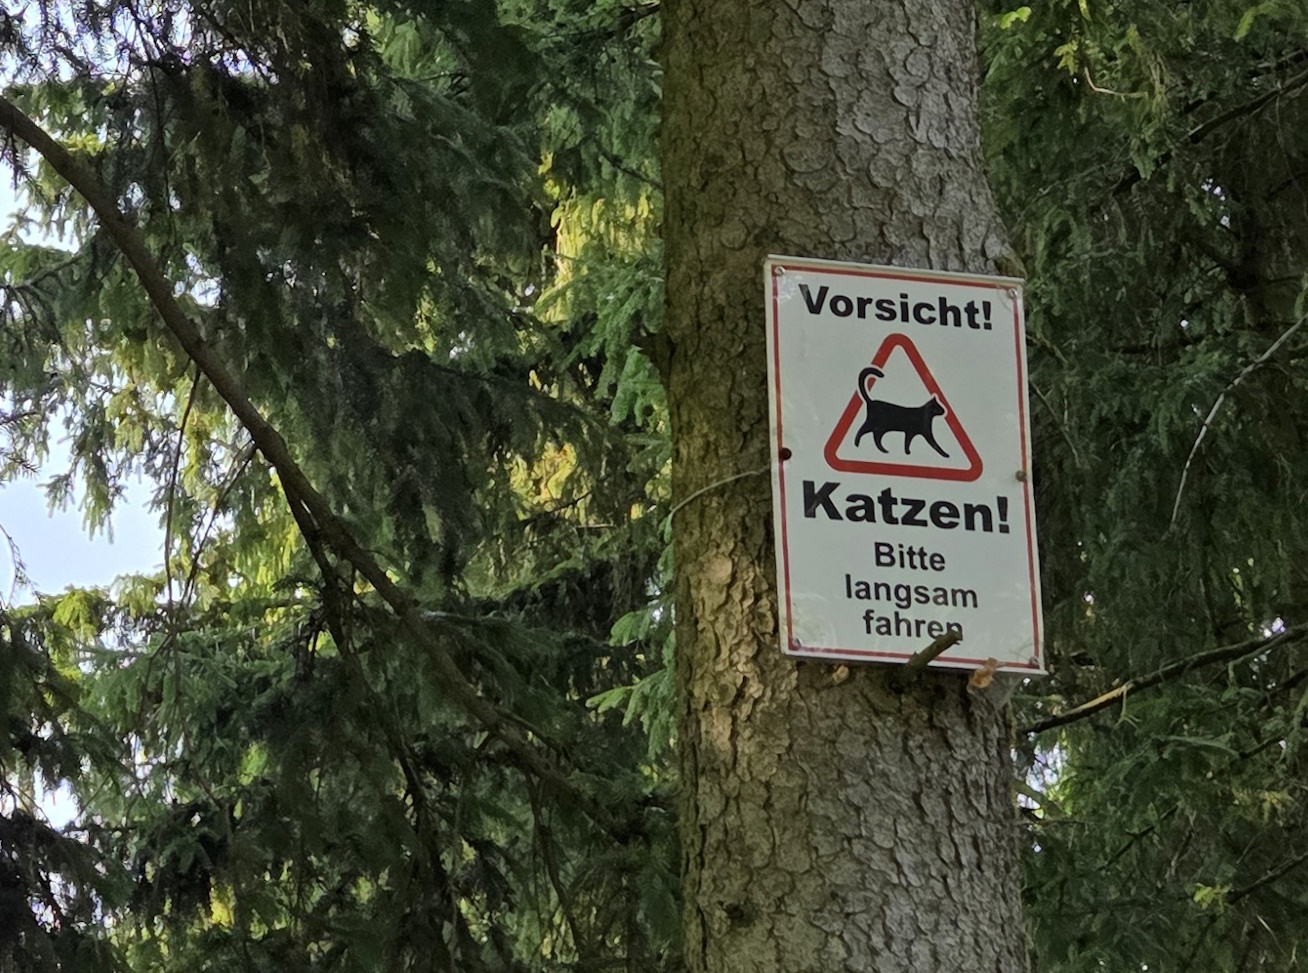 Vorsicht!
Katzen!
Bitte
langsam
fahren